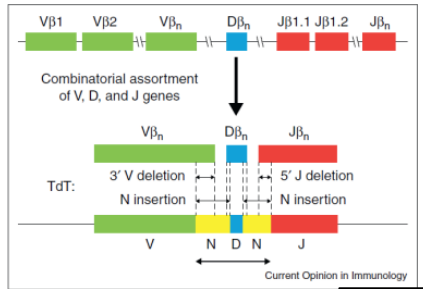 Vβ1 Vβ2 Vβn Dβn Jβ1.1 Jβ1.2 Jβn
Combinatorial assortment
of V, D, and J genes
Vβn Dβn Jβn
TdT: 3′ V deletion 5′ J deletion
N insertion N insertion
V N D N J
Current Opinion in Immunology